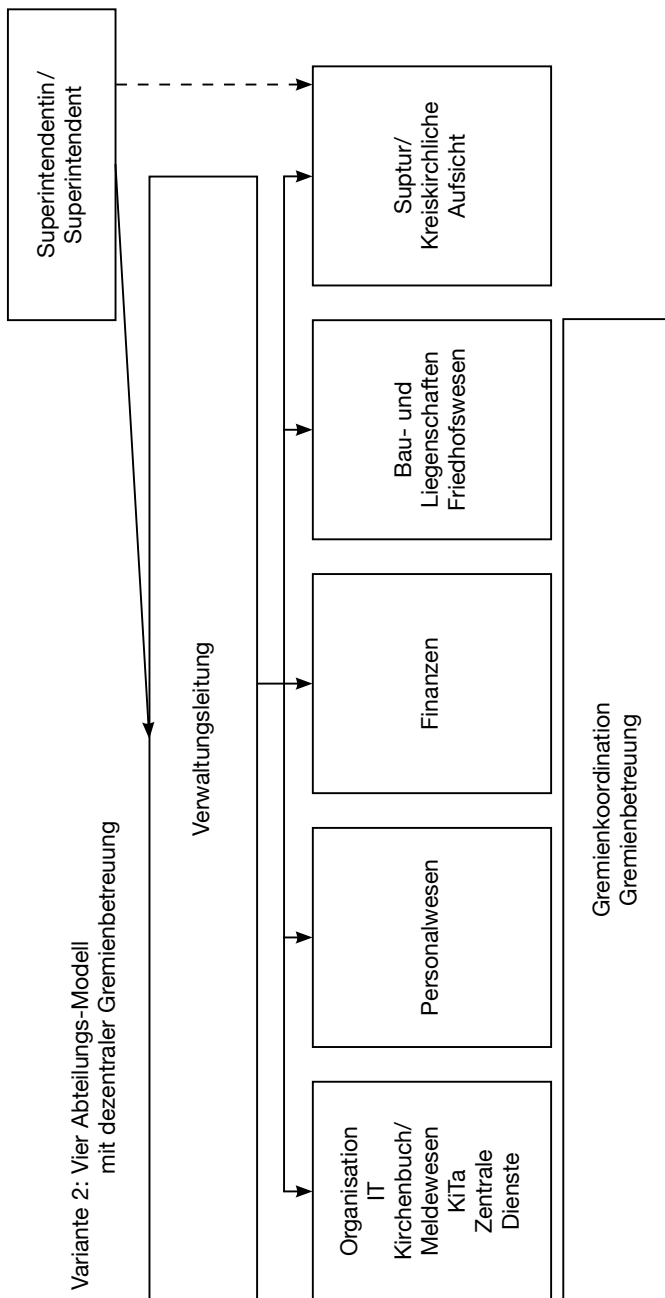 Variante 2: Vier Abteilungs-Modell
mit dezentraler Gremienbetreuung
Superintendentin/
Superintendent
Verwaltungsleitung
Organisation
IT
Kirchenbuch/
Meldewesen
KiTa
Zentrale
Dienste
Personalwesen
Finanzen
Bau- und
Liegenschaften
Friedhofswesen
Suptur/
Kreiskirchliche
Aufsicht
Gremienkoordination
Gremienbetreuung